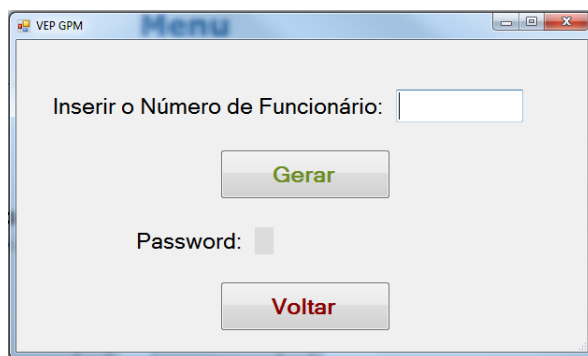 VEP GPM
Menu
Inserir o Número de Funcionário:
Gerar
Password:
Voltar